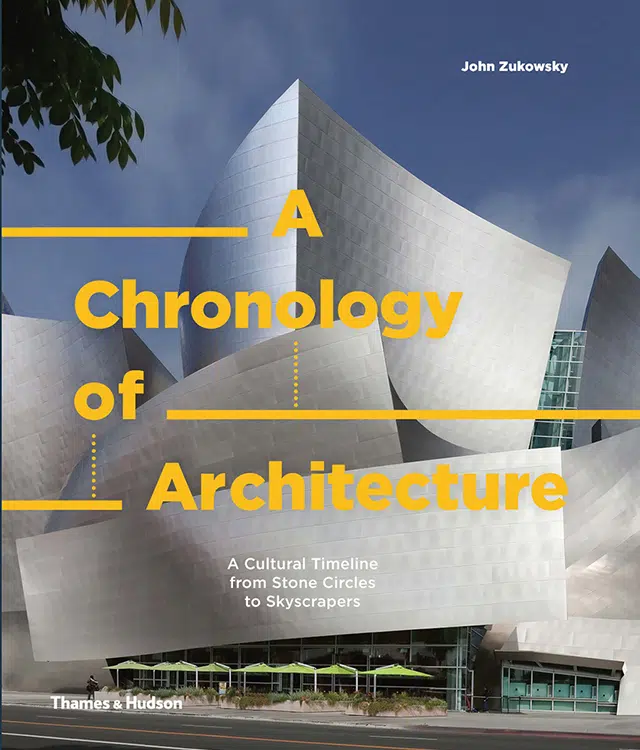 John Zukowsky
A
Chronology
of
Architecture
A Cultural Timeline
from Stone Circles
to Skyscrapers
Thames & Hudson